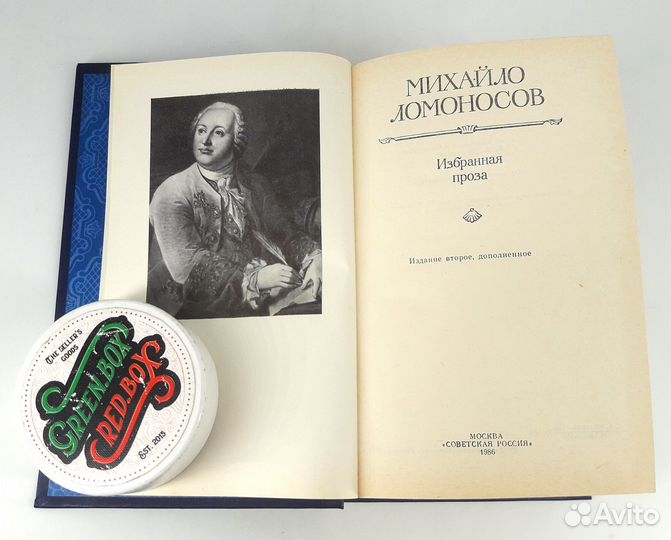 МИХАЙЛО
ЛОМОНОСОВ
Избранная
проза
Издание второе, дополненное
МОСКВА
«СОВЕТСКАЯ РОССИЯ»
1986
THE SELLER'S
GOODS
GREEN.BOX
RED.BOX
EST. 2015
Avito